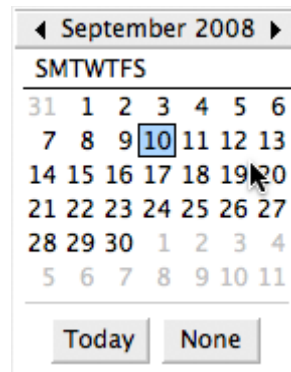 September 2008
SMTWTFS
31 1 2 3 4 5 6
7 8 9 10 11 12 13
14 15 16 17 18 19 20
21 22 23 24 25 26 27
28 29 30 1 2 3 4
5 6 7 8 9 10 11
Today None